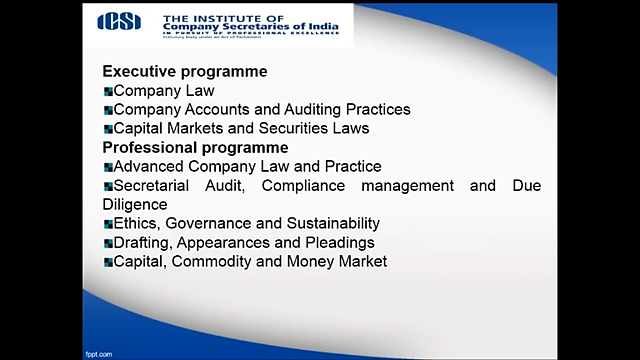 ICSI
THE INSTITUTE OF
Company Secretaries of India
IN PURSUIT OF PROFESSIONAL EXCELLENCE
Statutory body under an Act of Parliament
Executive programme
Company Law
Company Accounts and Auditing Practices
Capital Markets and Securities Laws
Professional programme
Advanced Company Law and Practice
Secretarial Audit, Compliance management and Due
Diligence
Ethics, Governance and Sustainability
Drafting, Appearances and Pleadings
Capital, Commodity and Money Market
fppt.com